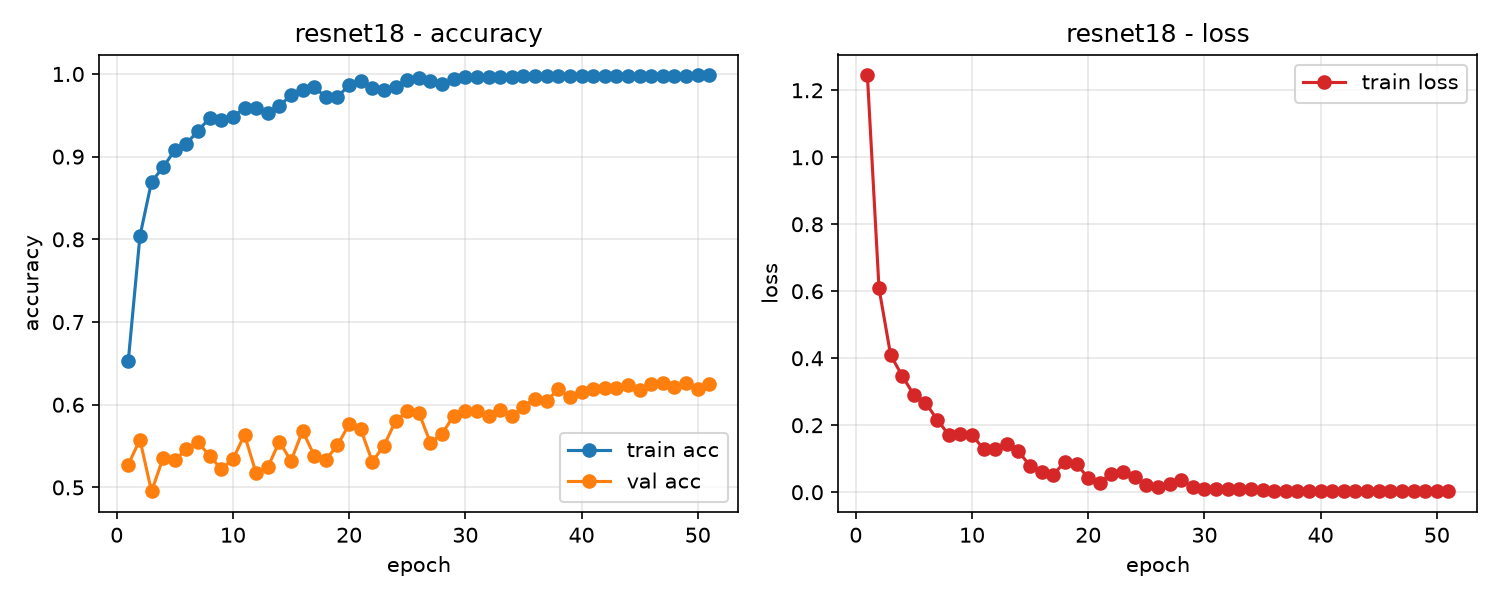 resnet18 - accuracy
accuracy
1.0
0.9
0.8
0.7
0.6
0.5
train acc
val acc
0 10 20 30 40 50
epoch
resnet18 - loss
loss
1.2
1.0
0.8
0.6
0.4
0.2
0.0
train loss
0 10 20 30 40 50
epoch